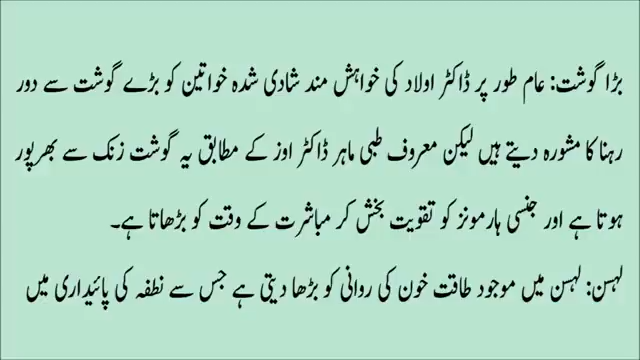 بڑا گوشت: عام طور پر ڈاکٹر اولاد کی خواہش مند شادی شدہ خواتین کو بڑے گوشت سے دور
رہنا کا مشورہ دیتے ہیں لیکن معروف طبی ماہر ڈاکٹر اوز کے مطابق یہ گوشت زنک سے بھرپور
ہوتا ہے اور جنسی ہارمونز کو تقویت بخش کر مباشرت کے وقت کو بڑھاتا ہے۔
لہسن: لہسن میں موجود طاقت خون کی روانی کو بڑھا دیتی ہے جس سے نطفہ کی پائیداری میں